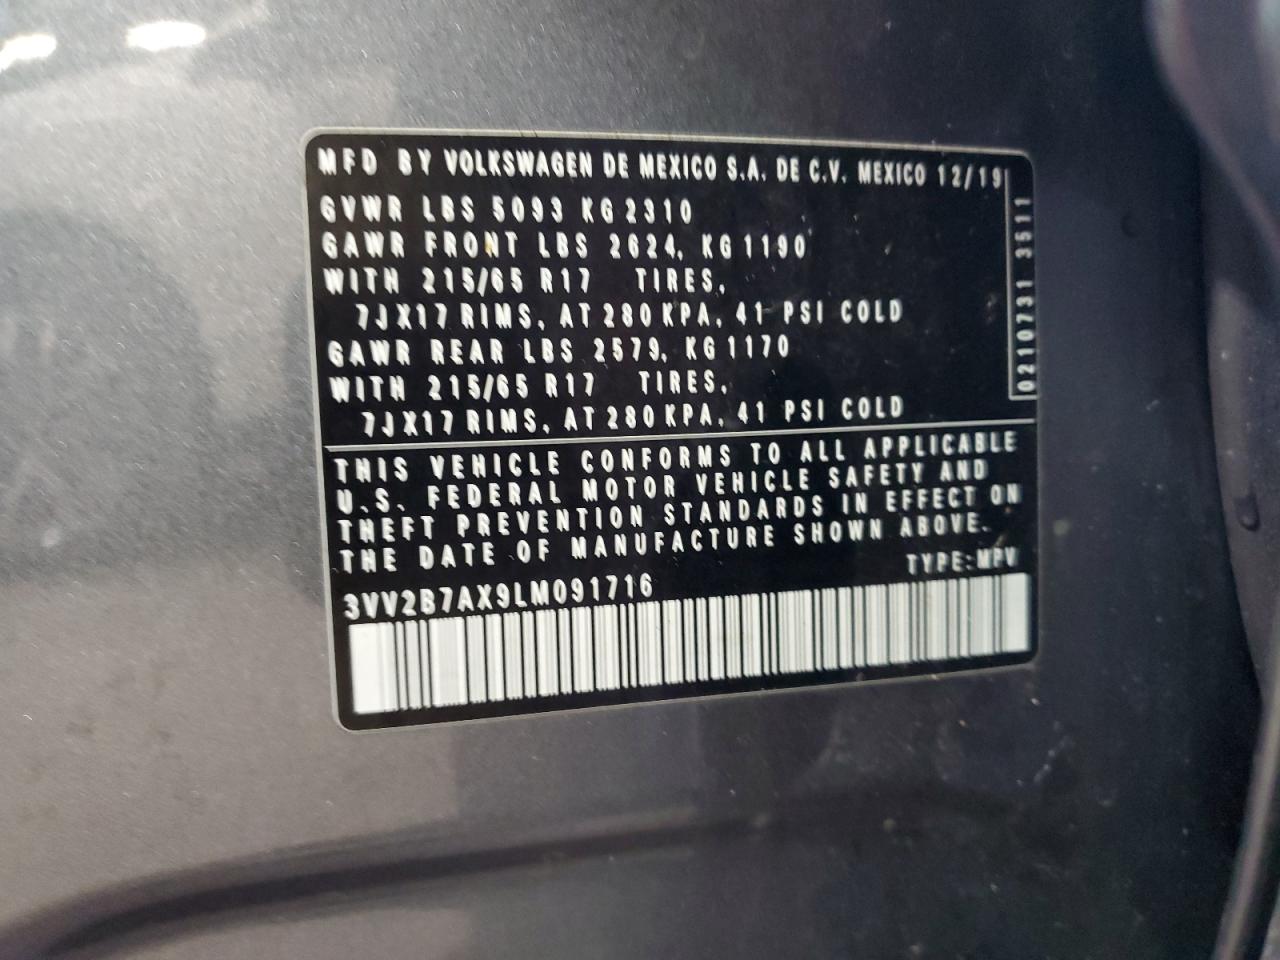 MFD BY VOLKSWAGEN DE MEXICO S.A. DE C.V. MEXICO 12/19
GVWR LBS 5093 KG 2310
GAWR FRONT LBS 2624, KG 1190
WITH 215/65 R17 TIRES,
7JX17 RIMS, AT 280 KPA, 41 PSI COLD
GAWR REAR LBS 2579, KG 1170
WITH 215/65 R17 TIRES,
7JX17 RIMS, AT 280 KPA, 41 PSI COLD
0210731 3511
THIS VEHICLE CONFORMS TO ALL APPLICABLE
U.S. FEDERAL MOTOR VEHICLE SAFETY AND
THEFT PREVENTION STANDARDS IN EFFECT ON
THE DATE OF MANUFACTURE SHOWN ABOVE.
TYPE: MPV
3VV2B7AX9LM091716